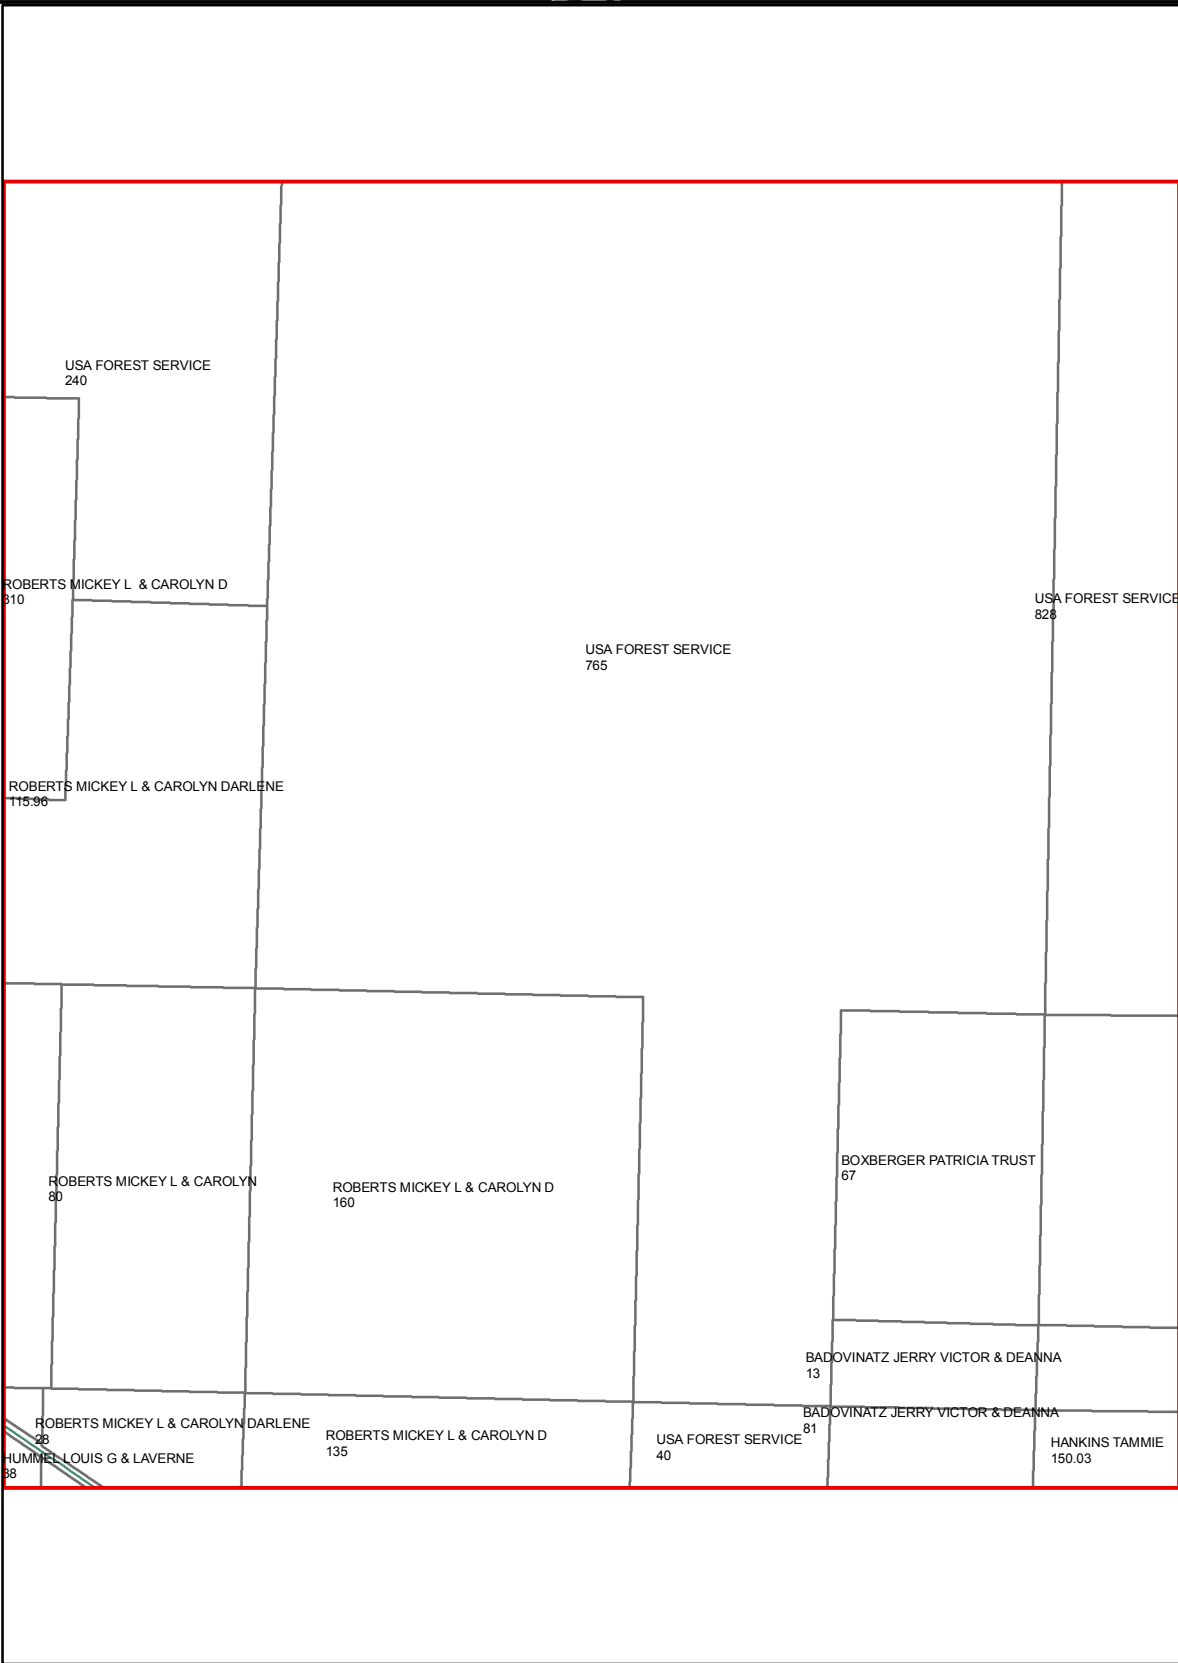 USA FOREST SERVICE
240
ROBERTS MICKEY L & CAROLYN D
310
USA FOREST SERVICE
828
USA FOREST SERVICE
765
ROBERTS MICKEY L & CAROLYN DARLENE
115.96
BOXBERGER PATRICIA TRUST
67
ROBERTS MICKEY L & CAROLYN
80
ROBERTS MICKEY L & CAROLYN D
160
BADOVINATZ JERRY VICTOR & DEANNA
13
BADOVINATZ JERRY VICTOR & DEANNA
81
ROBERTS MICKEY L & CAROLYN DARLENE
28
ROBERTS MICKEY L & CAROLYN D
135
USA FOREST SERVICE
40
HANKINS TAMMIE
150.03
HUMMEL LOUIS G & LAVERNE
38